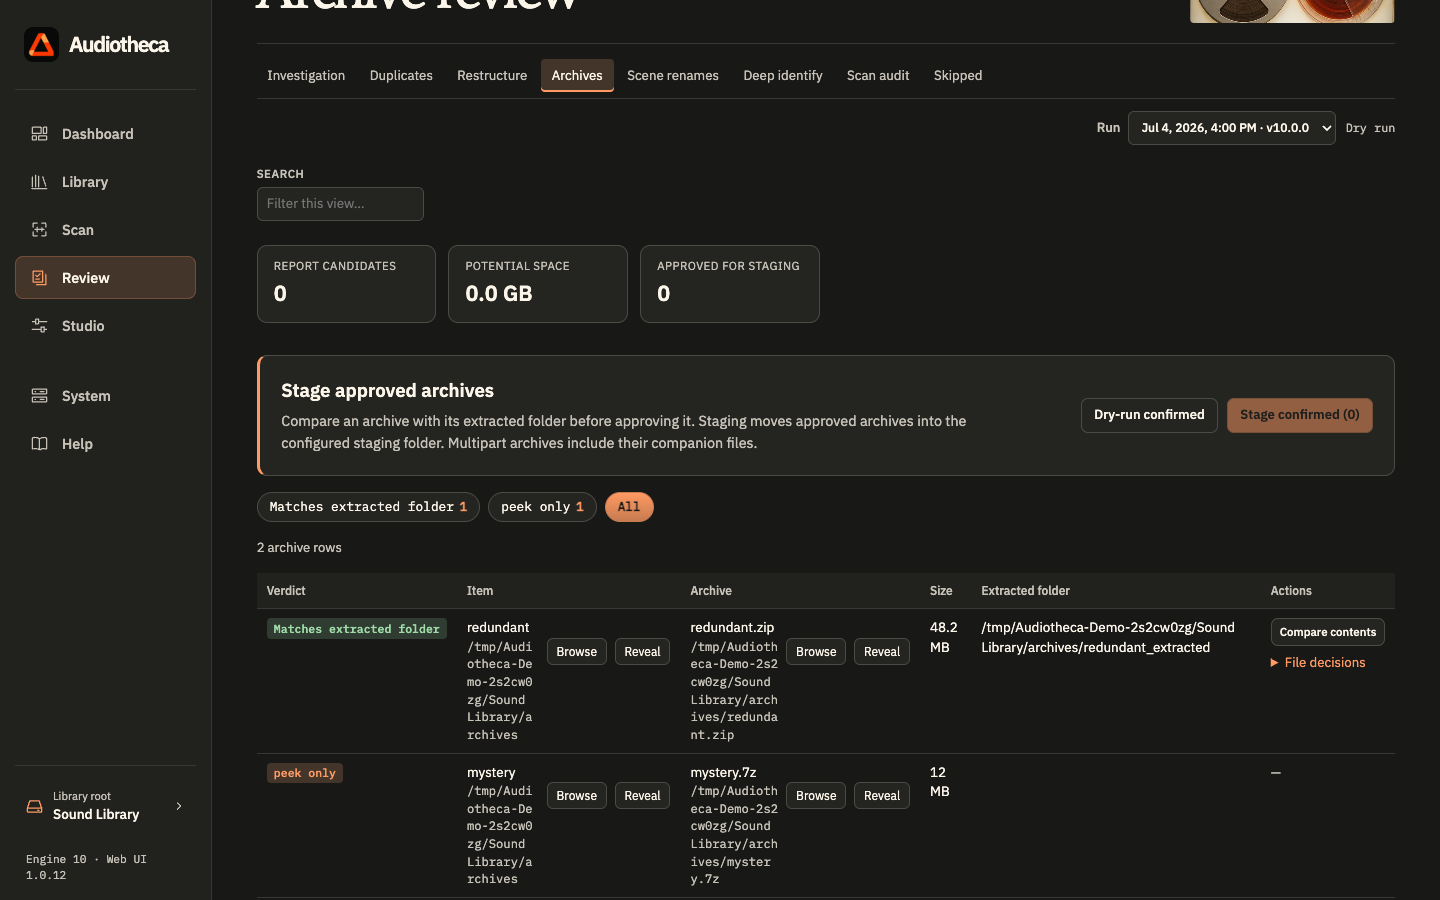 Audiotheca
Dashboard
Library
Scan
Review
Studio
System
Help
Library root
Sound Library
Engine 10 · Web UI
1.0.12
Archive review
Investigation
Duplicates
Restructure
Archives
Scene renames
Deep identify
Scan audit
Skipped
Run
Jul 4, 2026, 4:00 PM · v10.0.0
Dry run
SEARCH
Filter this view...
REPORT CANDIDATES
0
POTENTIAL SPACE
0.0 GB
APPROVED FOR STAGING
0
Stage approved archives
Compare an archive with its extracted folder before approving it. Staging moves approved archives into the
configured staging folder. Multipart archives include their companion files.
Dry-run confirmed
Stage confirmed (0)
Matches extracted folder 1
peek only 1
All
2 archive rows
Verdict
Item
Archive
Size
Extracted folder
Actions
Matches extracted folder
redundant
/tmp/Audi
otheca-De
mo-2s2cw0
zg/Sound
Library/a
rchives
Browse
Reveal
redundant.zip
/tmp/Audioth
eca-Demo-2s2
cw0zg/Sound
Library/arch
ives/redunda
nt.zip
Browse
Reveal
48.2
MB
/tmp/Audiotheca-Demo-2s2cw0zg/Sound
Library/archives/redundant_extracted
Compare contents
File decisions
peek only
mystery
/tmp/Audi
otheca-De
mo-2s2cw0
zg/Sound
Library/a
rchives
Browse
Reveal
mystery.7z
/tmp/Audioth
eca-Demo-2s2
cw0zg/Sound
Library/arch
ives/myster
y.7z
Browse
Reveal
12
MB
—